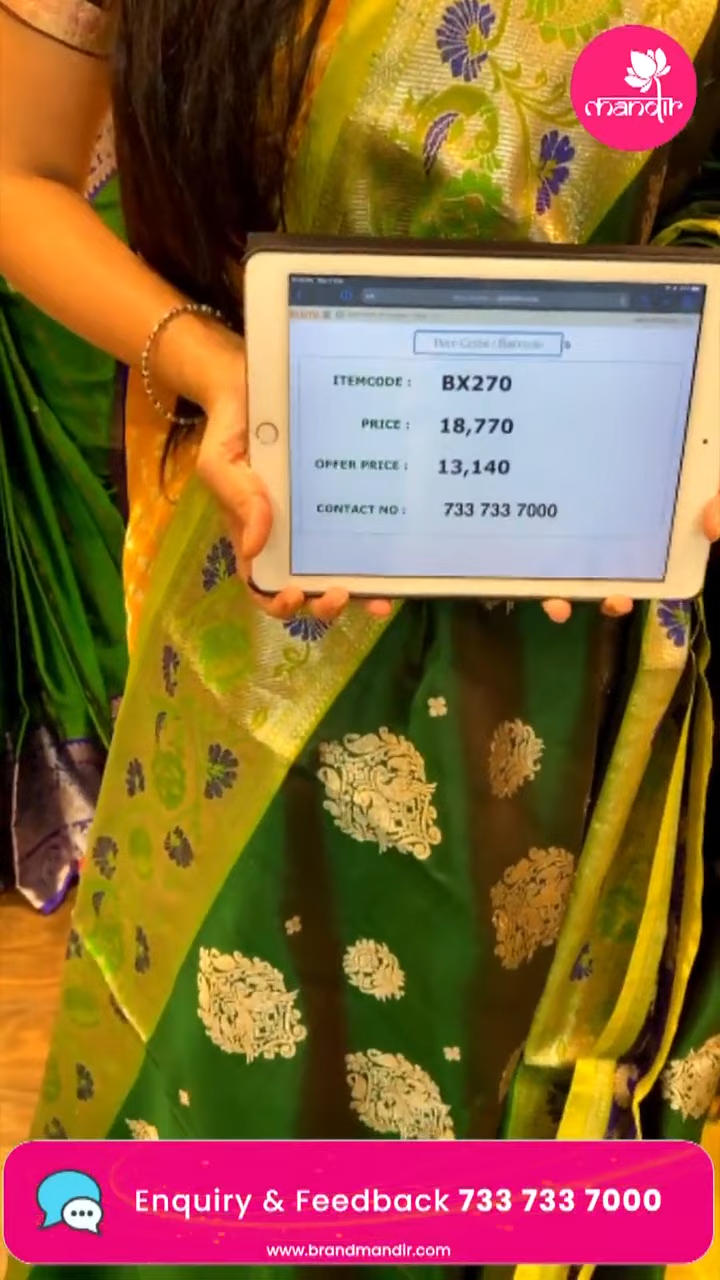 mandir
ITEMCODE : BX270
PRICE : 18,770
OFFER PRICE : 13,140
CONTACT NO : 733 733 7000
Enquiry & Feedback 733 733 7000
www.brandmandir.com